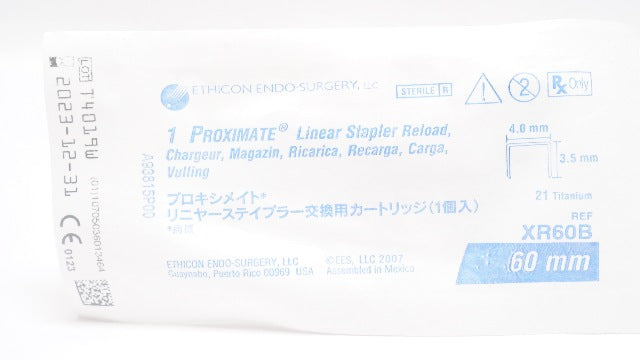 ETHICON ENDO-SURGERY, LLC
STERILE R
2
Rx Only
1 PROXIMATE® Linear Stapler Reload,
Chargeur, Magazin, Ricarica, Recarga, Carga,
Vulling
プロキシメイト*
リニヤーステイプラー交換用カートリッジ(1個入)
*商標
4.8 mm
3.5 mm
21 Titanium
REF
XR60B
60 mm
ETHICON ENDO-SURGERY, LLC
Guaynabo, Puerto Rico 00969 USA
©EES, LLC 2007
Assembled in Mexico
A93815P00
LOT T4019W
2023-12-31
CE 0123